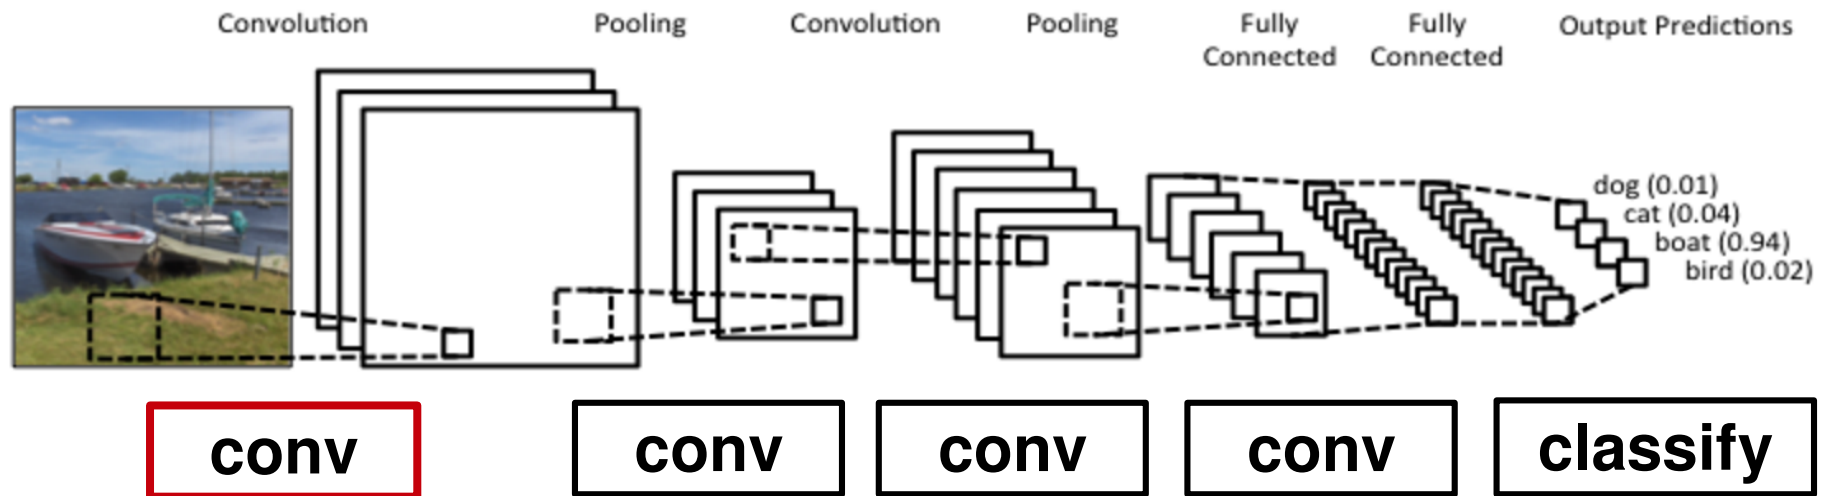 Convolution
Pooling
Convolution
Pooling
Fully
Connected
Fully
Connected
Output Predictions
dog (0.01)
cat (0.04)
boat (0.94)
bird (0.02)
conv
conv
conv
conv
classify